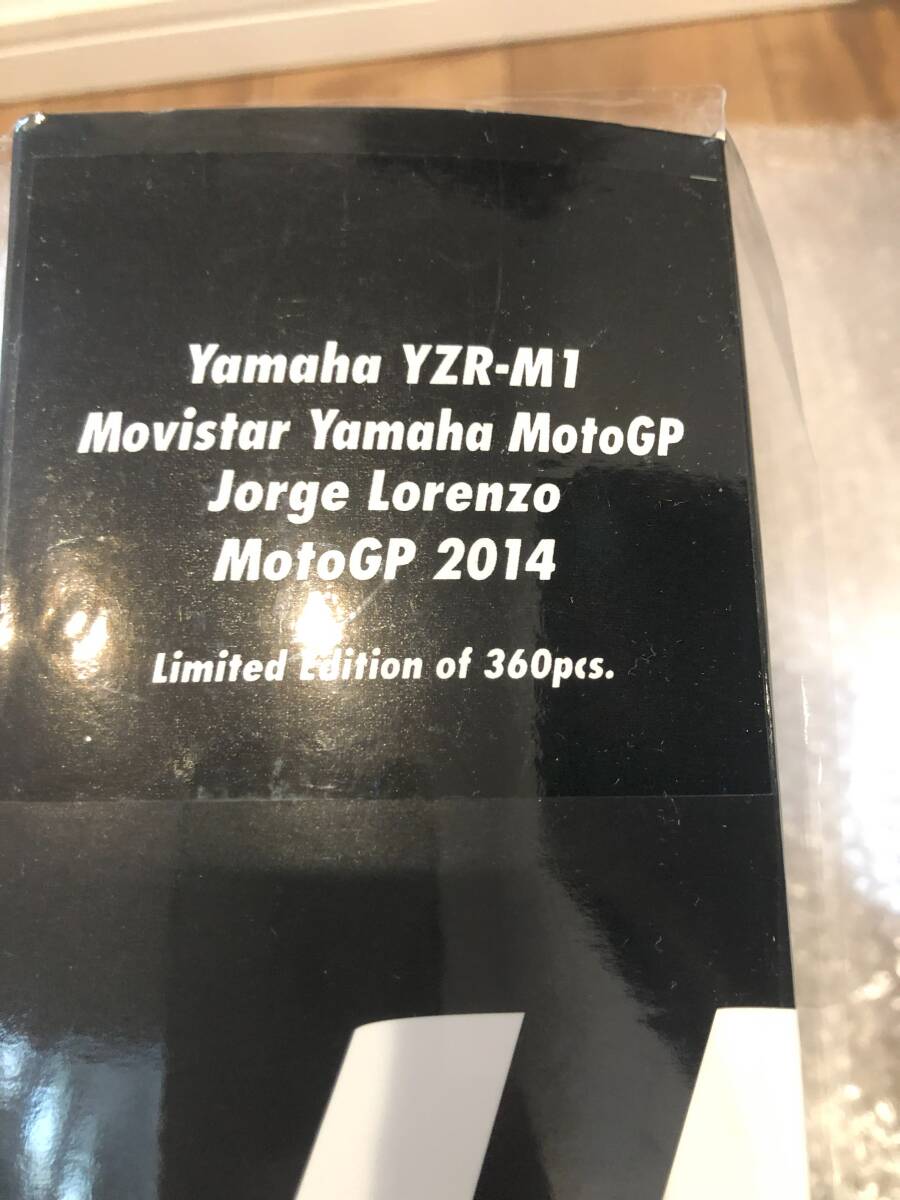 Yamaha YZR-M1
Movistar Yamaha MotoGP
Jorge Lorenzo
MotoGP 2014
Limited Edition of 360pcs.